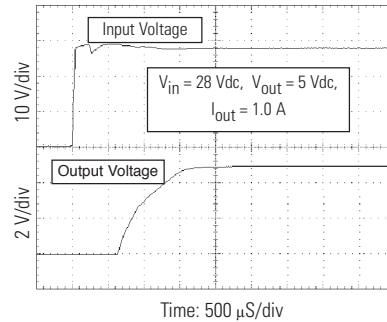 Input Voltage
10 V/div
Vin = 28 Vdc, Vout = 5 Vdc,
Iout = 1.0 A
Output Voltage
2 V/div
Time: 500 µS/div